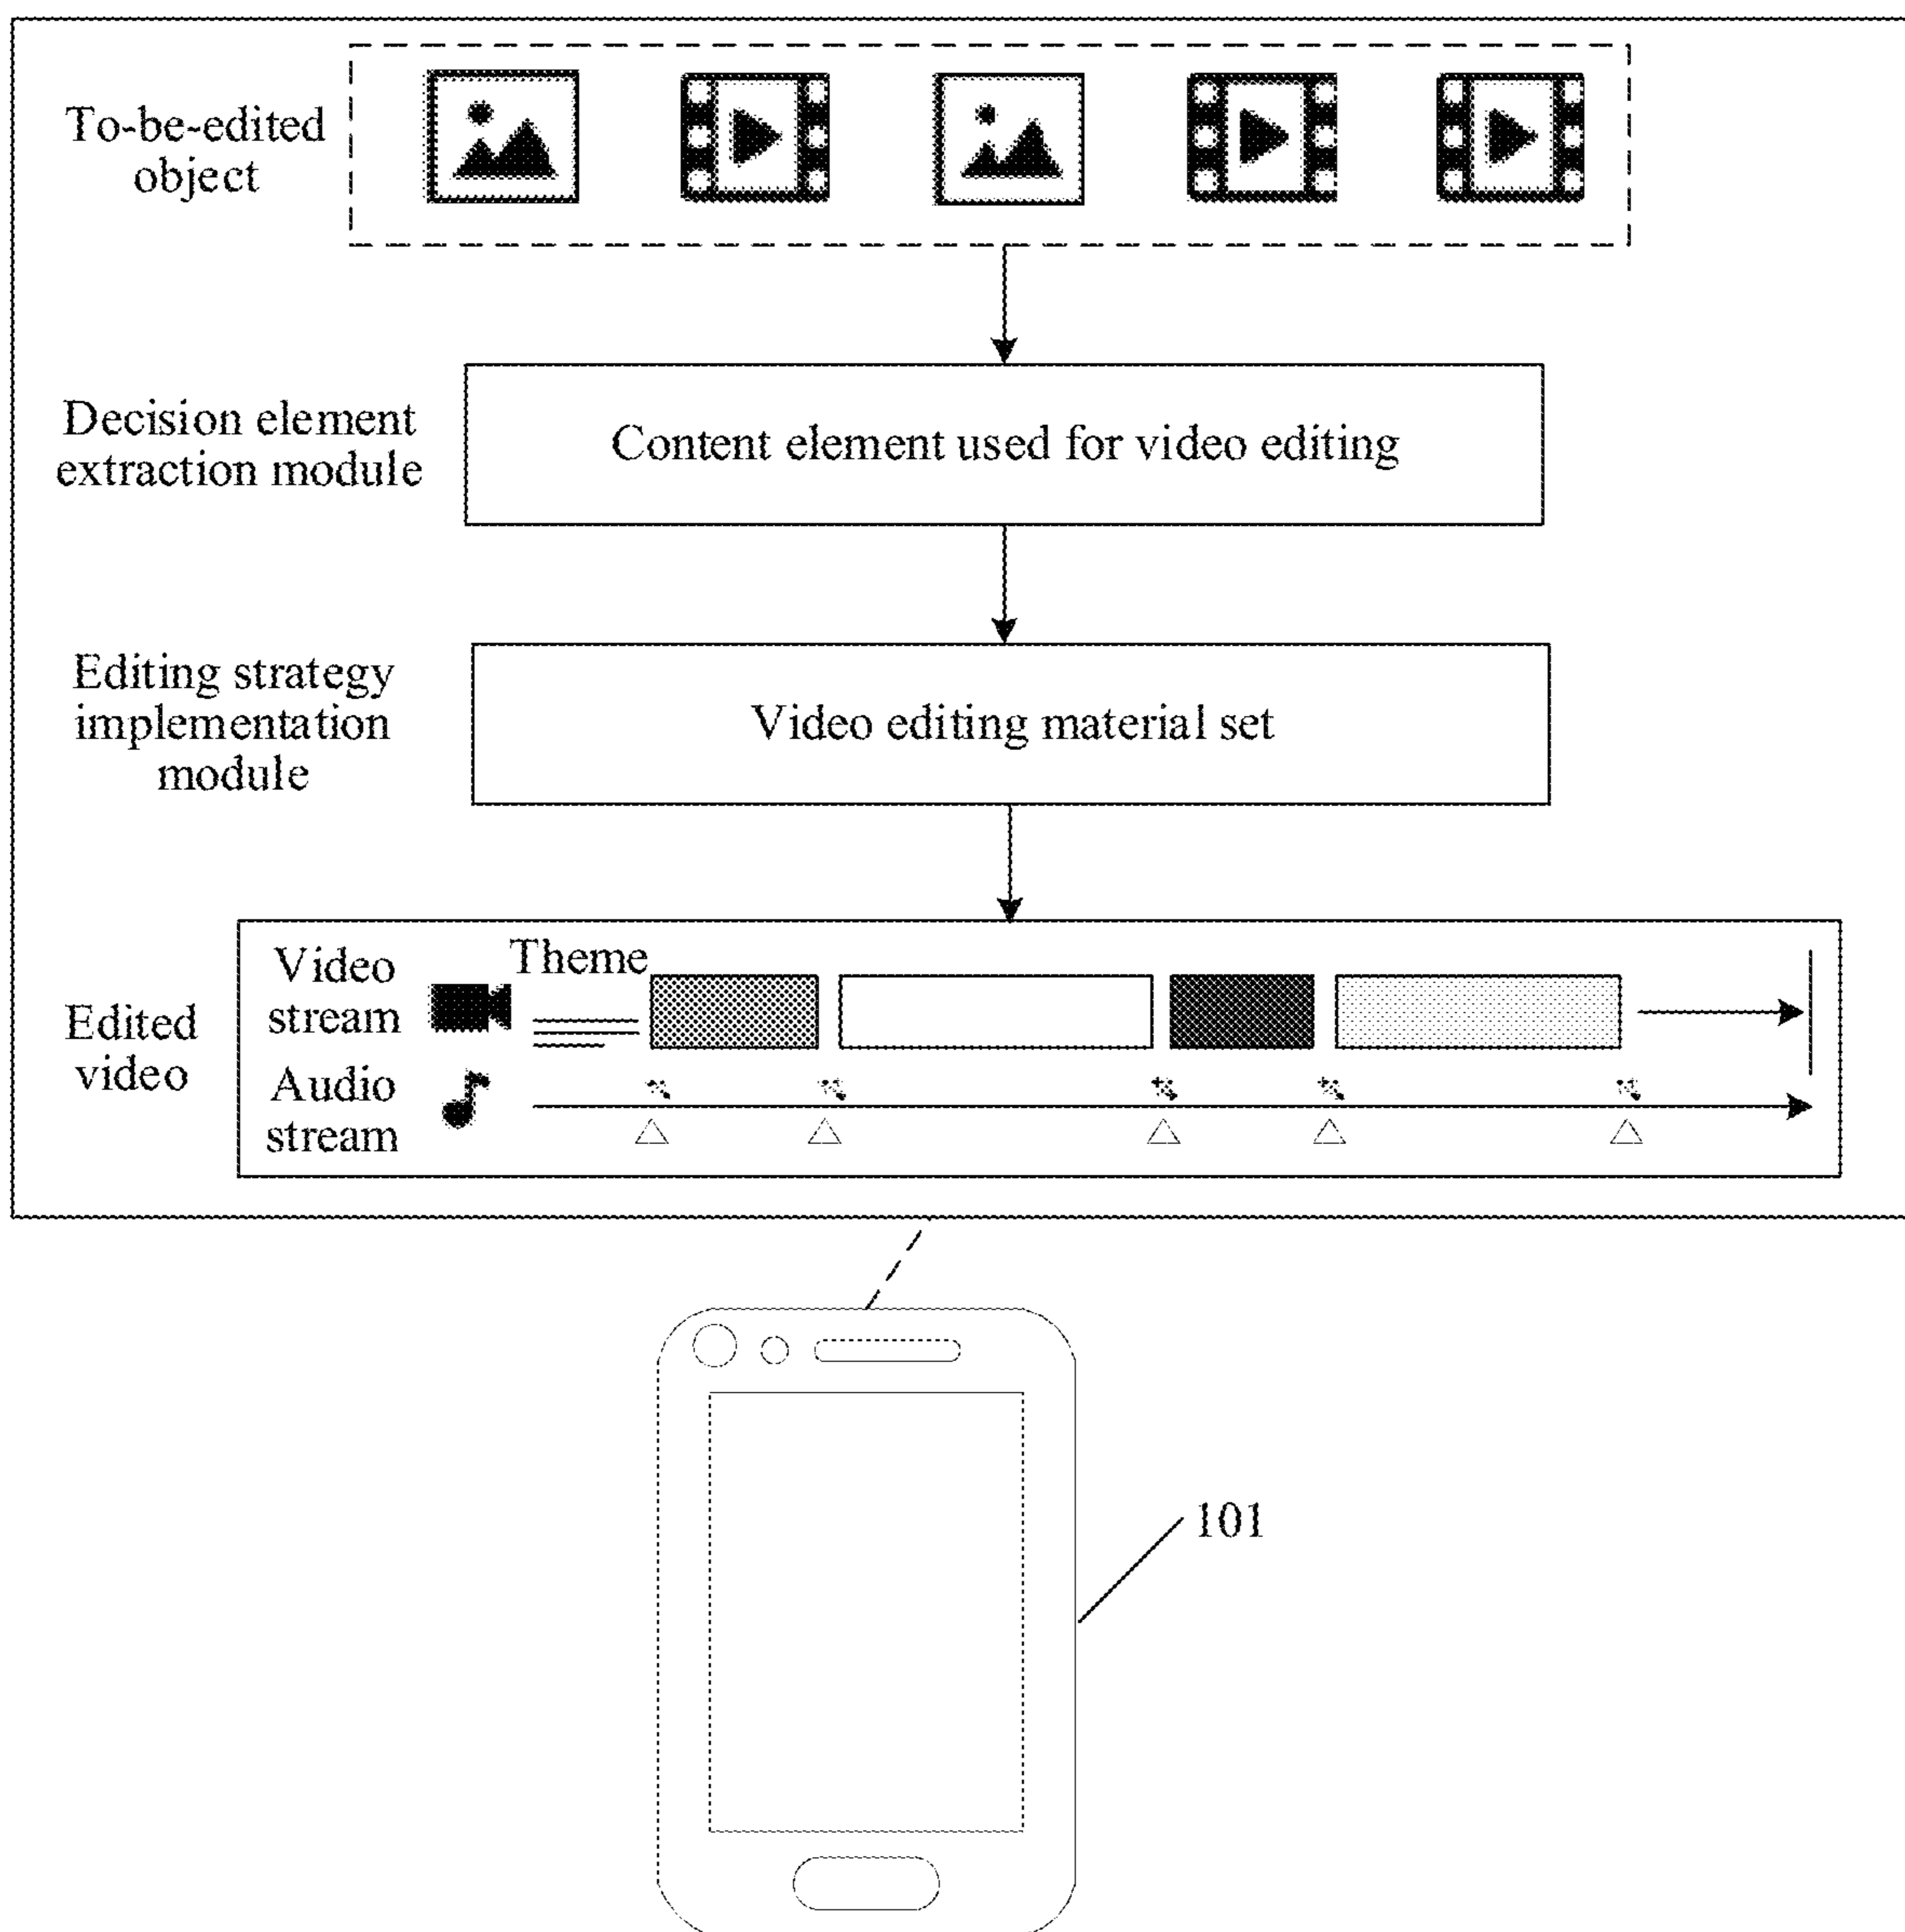 To-be-edited
object
Decision element
extraction module
Content element used for video editing
Editing strategy
implementation
module
Video editing material set
Edited
video
Video
stream
Theme
Audio
stream
101